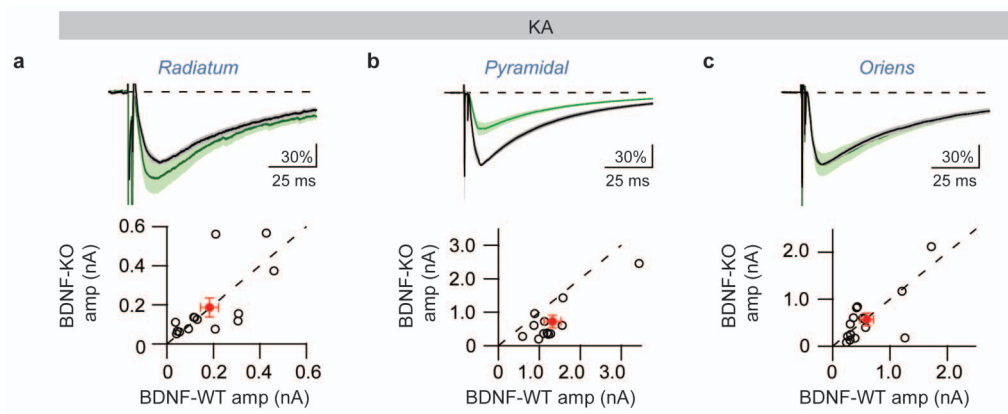 KA
a
Radiatum
30%
25 ms
BDNF-KO
amp (nA)
0.6
0.4
0.2
0
0
0.2
0.4
0.6
BDNF-WT amp (nA)
b
Pyramidal
30%
25 ms
BDNF-KO
amp (nA)
3.0
2.0
1.0
0
0
1.0
2.0
3.0
BDNF-WT amp (nA)
c
Oriens
30%
25 ms
BDNF-KO
amp (nA)
2.0
1.0
0
0
1.0
2.0
BDNF-WT amp (nA)